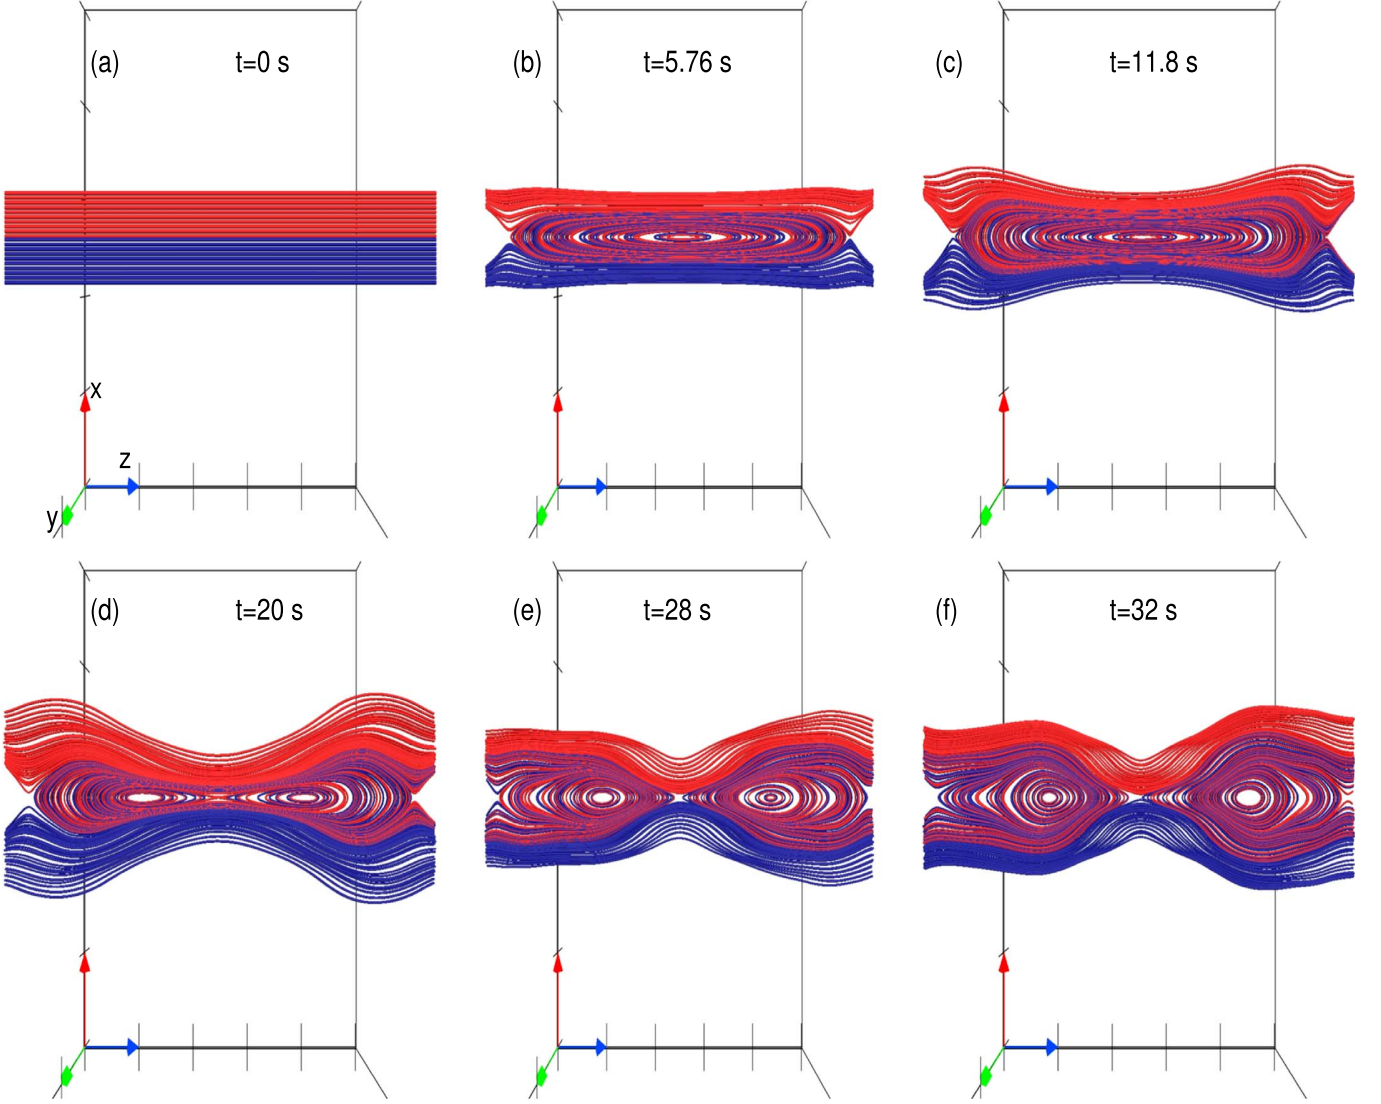 (a) t=0 s
(b) t=5.76 s
(c) t=11.8 s
x
z
y
(d) t=20 s
(e) t=28 s
(f) t=32 s